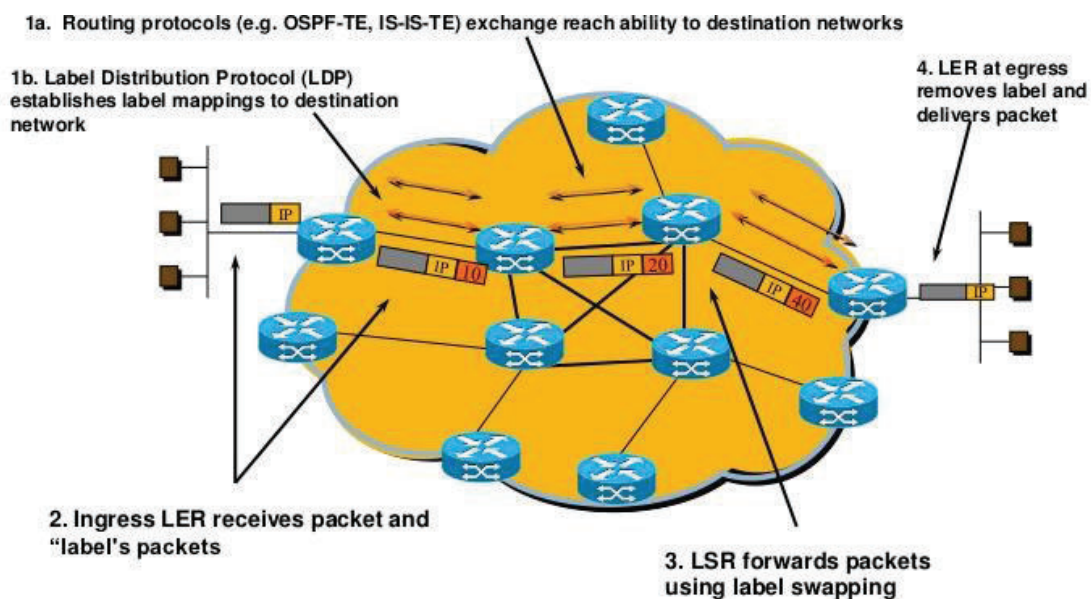 1a. Routing protocols (e.g. OSPF-TE, IS-IS-TE) exchange reach ability to destination networks
1b. Label Distribution Protocol (LDP)
establishes label mappings to destination
network
4. LER at egress
removes label and
delivers packet
IP
IP 10
IP 20
IP 40
IP
2. Ingress LER receives packet and
“label's packets
3. LSR forwards packets
using label swapping